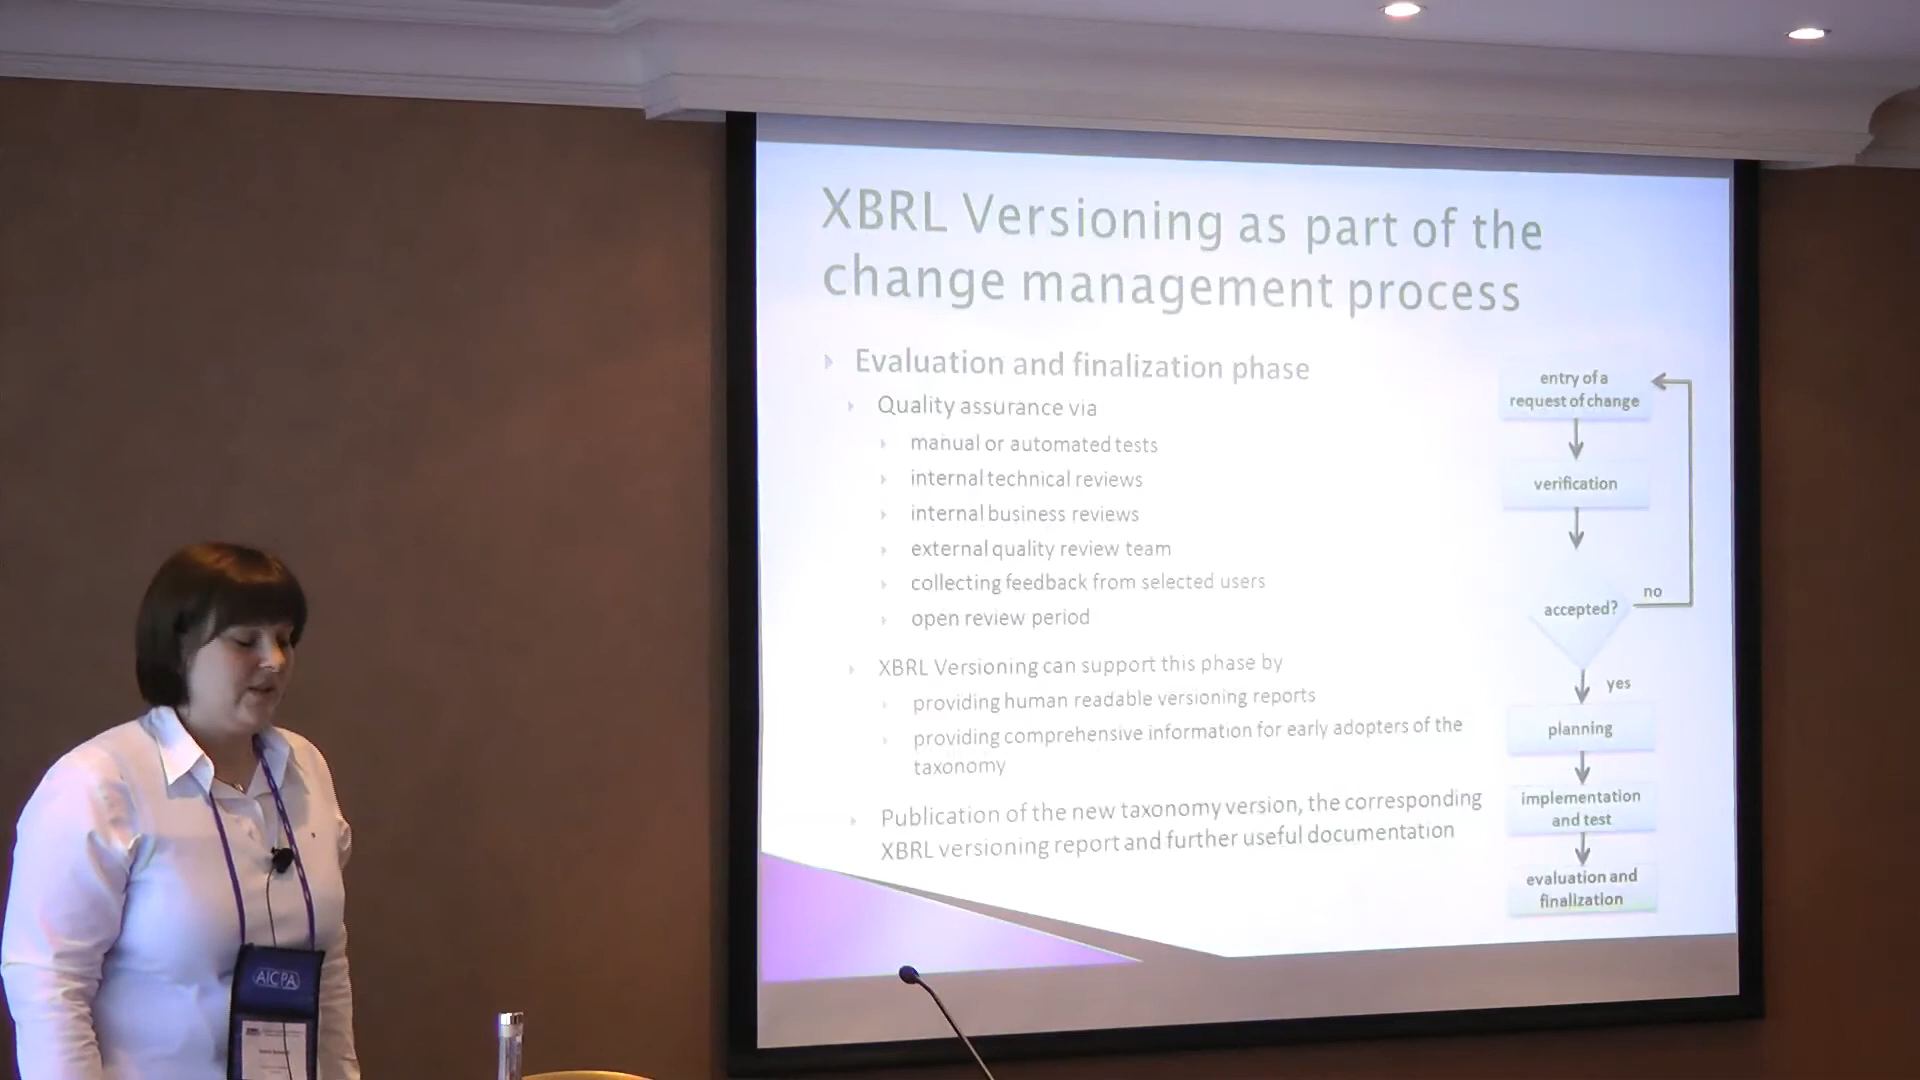 XBRL Versioning as part of the
change management process
Evaluation and finalization phase
Quality assurance via
manual or automated tests
internal technical reviews
internal business reviews
external quality review team
collecting feedback from selected users
open review period
XBRL Versioning can support this phase by
providing human readable versioning reports
providing comprehensive information for early adopters of the
taxonomy
Publication of the new taxonomy version, the corresponding
XBRL versioning report and further useful documentation
entry of a
request of change
verification
accepted?
no
yes
planning
implementation
and test
evaluation and
finalization
AICPA